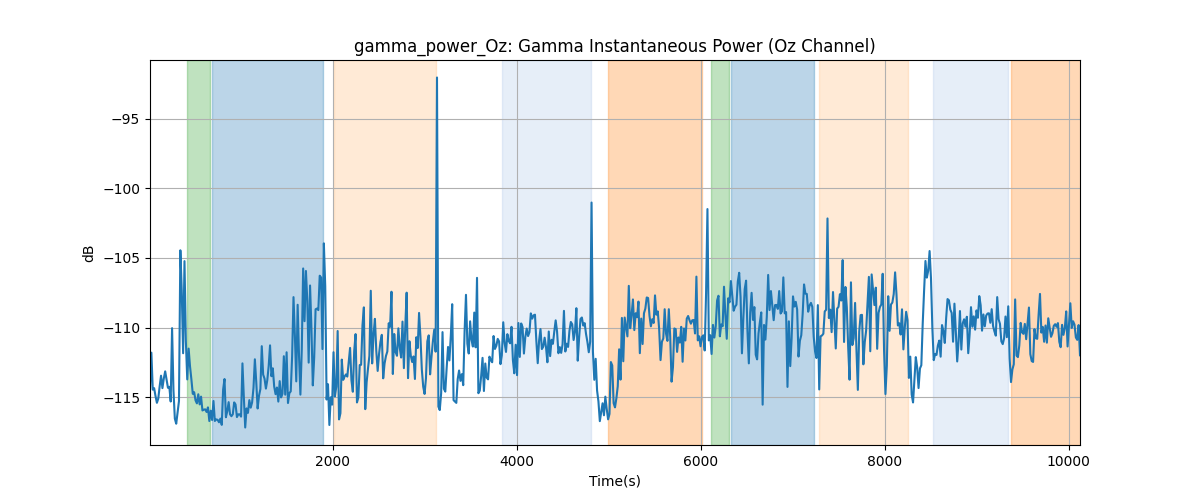 gamma_power_Oz: Gamma Instantaneous Power (Oz Channel)
dB
−95
−100
−105
−110
−115
2000 4000 6000 8000 10000
Time(s)